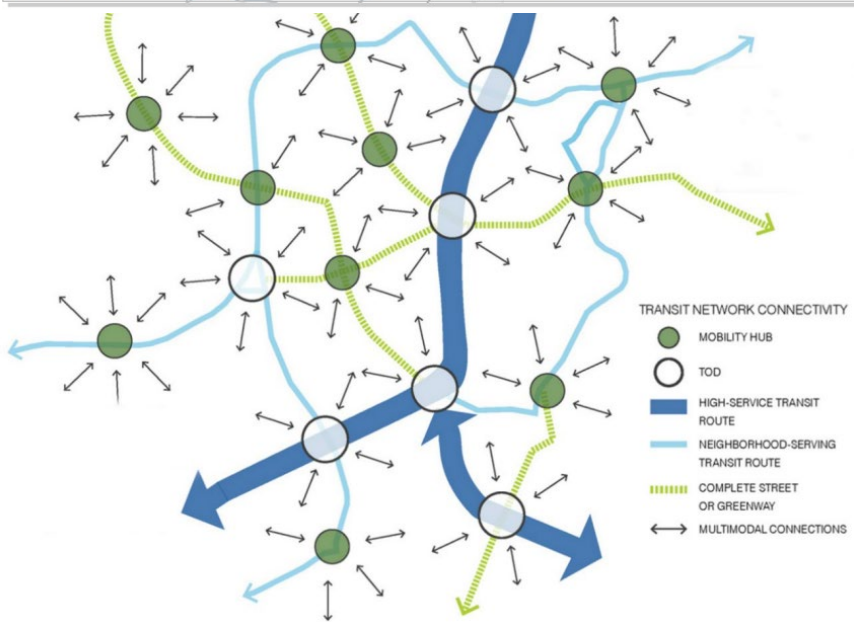 TRANSIT NETWORK CONNECTIVITY
MOBILITY HUB
TOD
HIGH-SERVICE TRANSIT
ROUTE
NEIGHBORHOOD-SERVING
TRANSIT ROUTE
COMPLETE STREET
OR GREENWAY
MULTIMODAL CONNECTIONS